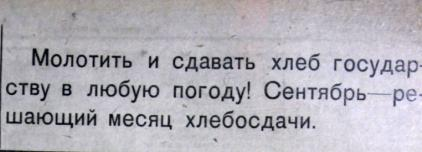 Молотить и сдавать хлеб государ-
ству в любую погоду! Сентябрь—ре-
шающий месяц хлебосдачи.